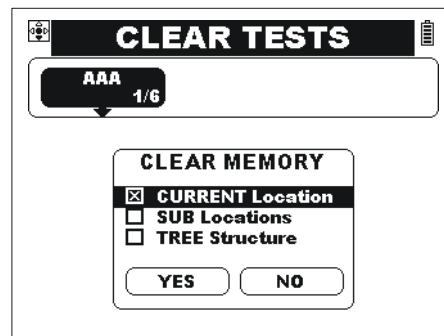 CLEAR TESTS
AAA
1/6
CLEAR MEMORY
CURRENT Location
SUB Locations
TREE Structure
YES NO